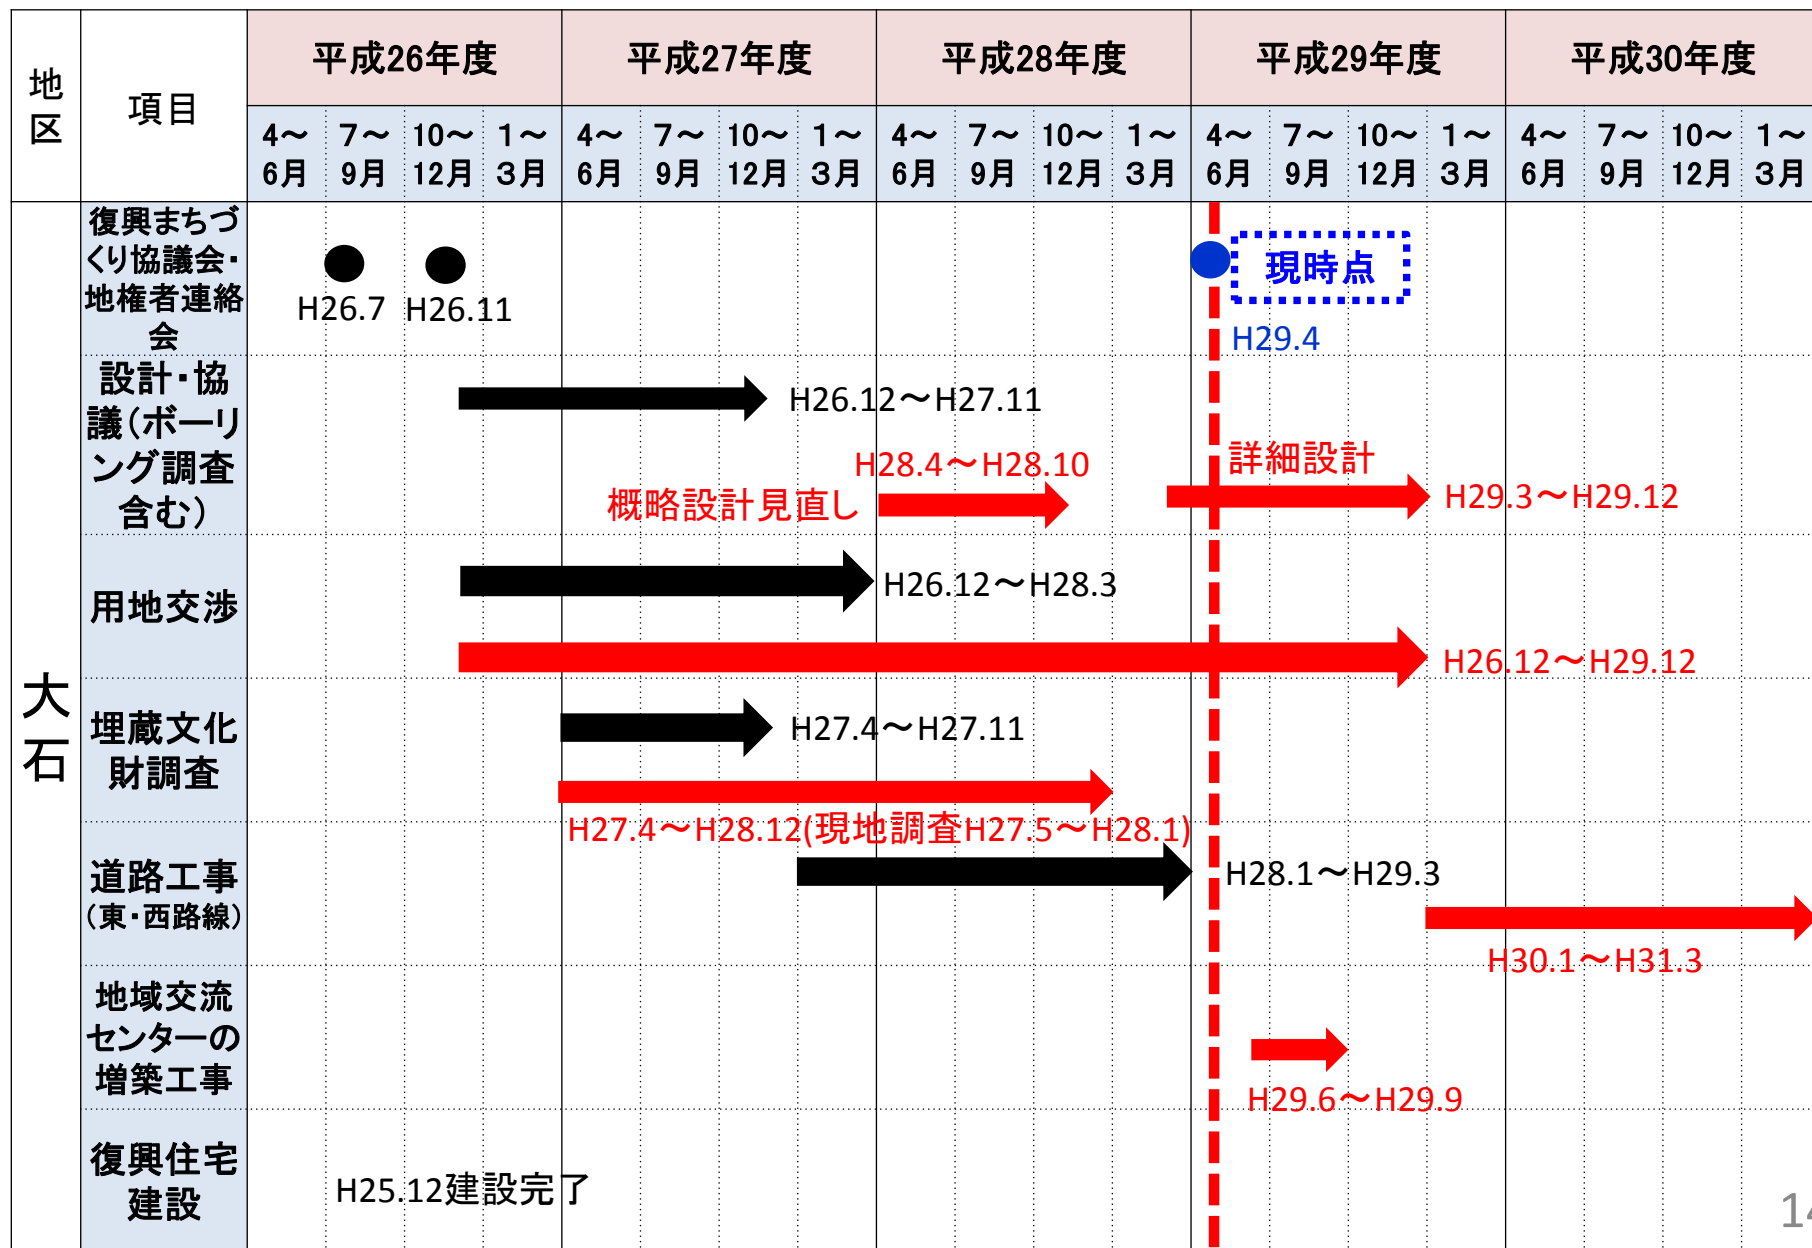 地区
項目
平成26年度
平成27年度
平成28年度
平成29年度
平成30年度
4～6月
7～9月
10～12月
1～3月
4～6月
7～9月
10～12月
1～3月
4～6月
7～9月
10～12月
1～3月
4～6月
7～9月
10～12月
1～3月
4～6月
7～9月
10～12月
1～3月
大石
復興まちづ
くり協議会・
地権者連絡
会
H26.7
H26.11
現時点
H29.4
設計・協
議（ボーリ
ング調査
含む）
H26.12～H27.11
概略設計見直し
H28.4～H28.10
詳細設計
H29.3～H29.12
用地交渉
H26.12～H28.3
H26.12～H29.12
埋蔵文化
財調査
H27.4～H27.11
H27.4～H28.12(現地調査H27.5～H28.1)
道路工事
（東・西路線）
H28.1～H29.3
H30.1～H31.3
地域交流
センターの
増築工事
H29.6～H29.9
復興住宅
建設
H25.12建設完了
14